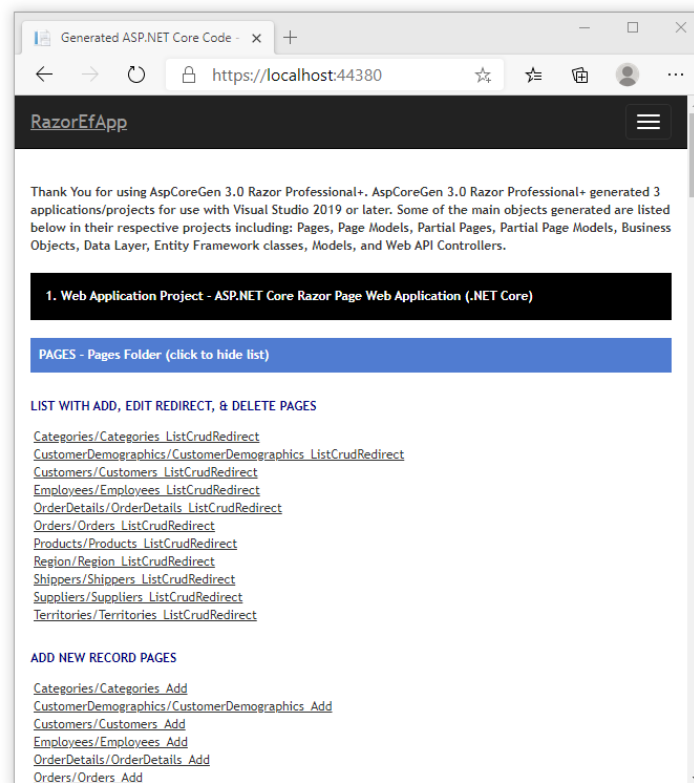 Generated ASP.NET Core Code -
https://localhost:44380
RazorEfApp
Thank You for using AspCoreGen 3.0 Razor Professional+. AspCoreGen 3.0 Razor Professional+ generated 3
applications/projects for use with Visual Studio 2019 or later. Some of the main objects generated are listed
below in their respective projects including: Pages, Page Models, Partial Pages, Partial Page Models, Business
Objects, Data Layer, Entity Framework classes, Models, and Web API Controllers.
1. Web Application Project - ASP.NET Core Razor Page Web Application (.NET Core)
PAGES - Pages Folder (click to hide list)
LIST WITH ADD, EDIT REDIRECT, & DELETE PAGES
Categories/Categories_ListCrudRedirect
CustomerDemographics/CustomerDemographics_ListCrudRedirect
Customers/Customers_ListCrudRedirect
Employees/Employees_ListCrudRedirect
OrderDetails/OrderDetails_ListCrudRedirect
Orders/Orders_ListCrudRedirect
Products/Products_ListCrudRedirect
Region/Region_ListCrudRedirect
Shippers/Shippers_ListCrudRedirect
Suppliers/Suppliers_ListCrudRedirect
Territories/Territories_ListCrudRedirect
ADD NEW RECORD PAGES
Categories/Categories_Add
CustomerDemographics/CustomerDemographics_Add
Customers/Customers_Add
Employees/Employees_Add
OrderDetails/OrderDetails_Add
Orders/Orders_Add